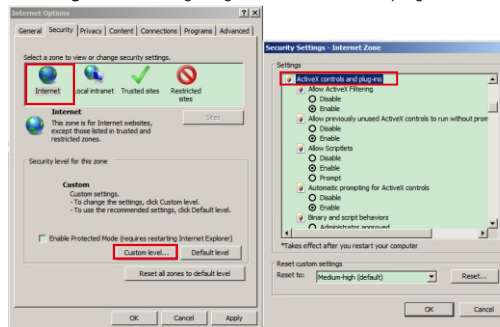 Internet Options
General Security Privacy Content Connections Programs Advanced
Select a zone to view or change security settings.
Internet Local intranet Trusted sites Restricted sites
Internet
This zone is for Internet websites,
except those listed in trusted and
restricted zones.
Sites
Security level for this zone
Custom
Custom settings.
- To change the settings, click Custom level.
- To use the recommended settings, click Default level.
Enable Protected Mode (requires restarting Internet Explorer)
Custom level... Default level
Reset all zones to default level
OK Cancel Apply
Security Settings - Internet Zone
Settings
ActiveX controls and plug-ins
Allow ActiveX Filtering
Disable
Enable
Allow previously unused ActiveX controls to run without prom
Disable
Enable
Allow Scriptlets
Disable
Enable
Prompt
Automatic prompting for ActiveX controls
Disable
Enable
Binary and script behaviors
Administrator approved
*Takes effect after you restart your computer
Reset custom settings
Reset to: Medium-high (default) Reset...
OK Cancel